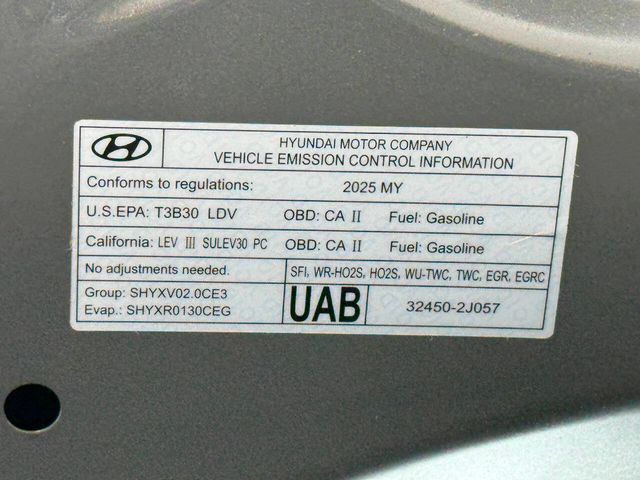 HYUNDAI MOTOR COMPANY
VEHICLE EMISSION CONTROL INFORMATION
Conforms to regulations: 2025 MY
U.S.EPA: T3B30 LDV OBD: CA II Fuel: Gasoline
California: LEV III SULEV30 PC OBD: CA II Fuel: Gasoline
No adjustments needed. SFI, WR-HO2S, HO2S, WU-TWC, TWC, EGR, EGRC
Group: SHYXV02.0CE3
Evap.: SHYXR0130CEG
UAB 32450-2J057